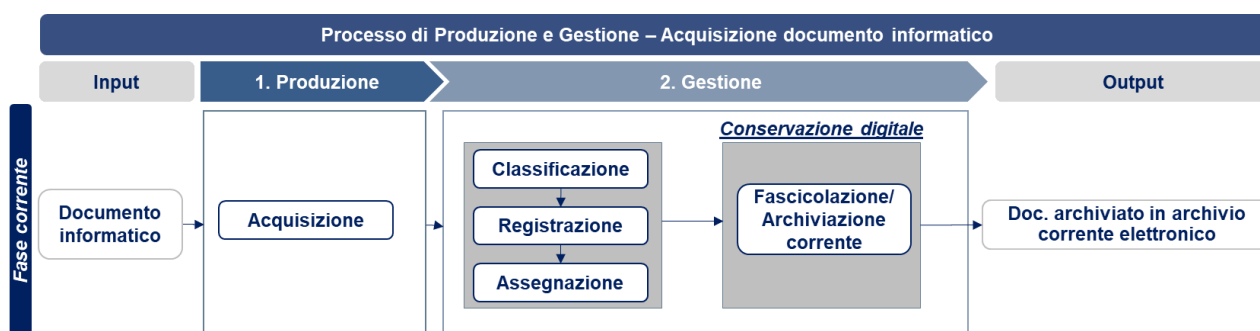 Processo di Produzione e Gestione – Acquisizione documento informatico
Input
1. Produzione
2. Gestione
Output
Fase corrente
Documento
informatico
Acquisizione
Classificazione
Registrazione
Assegnazione
Conservazione digitale
Fascicolazione/
Archiviazione
corrente
Doc. archiviato in archivio
corrente elettronico